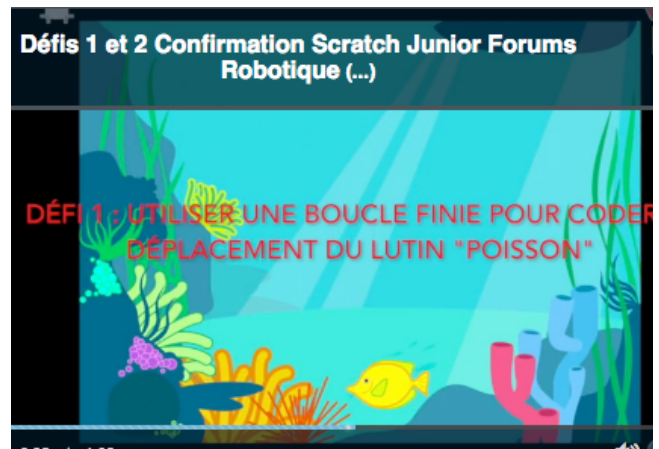 Défis 1 et 2 Confirmation Scratch Junior Forums
Robotique (...)
DÉFI 1 : UTILISER UNE BOUCLE FINIE POUR CODER
DÉPLACEMENT DU LUTIN "POISSON"